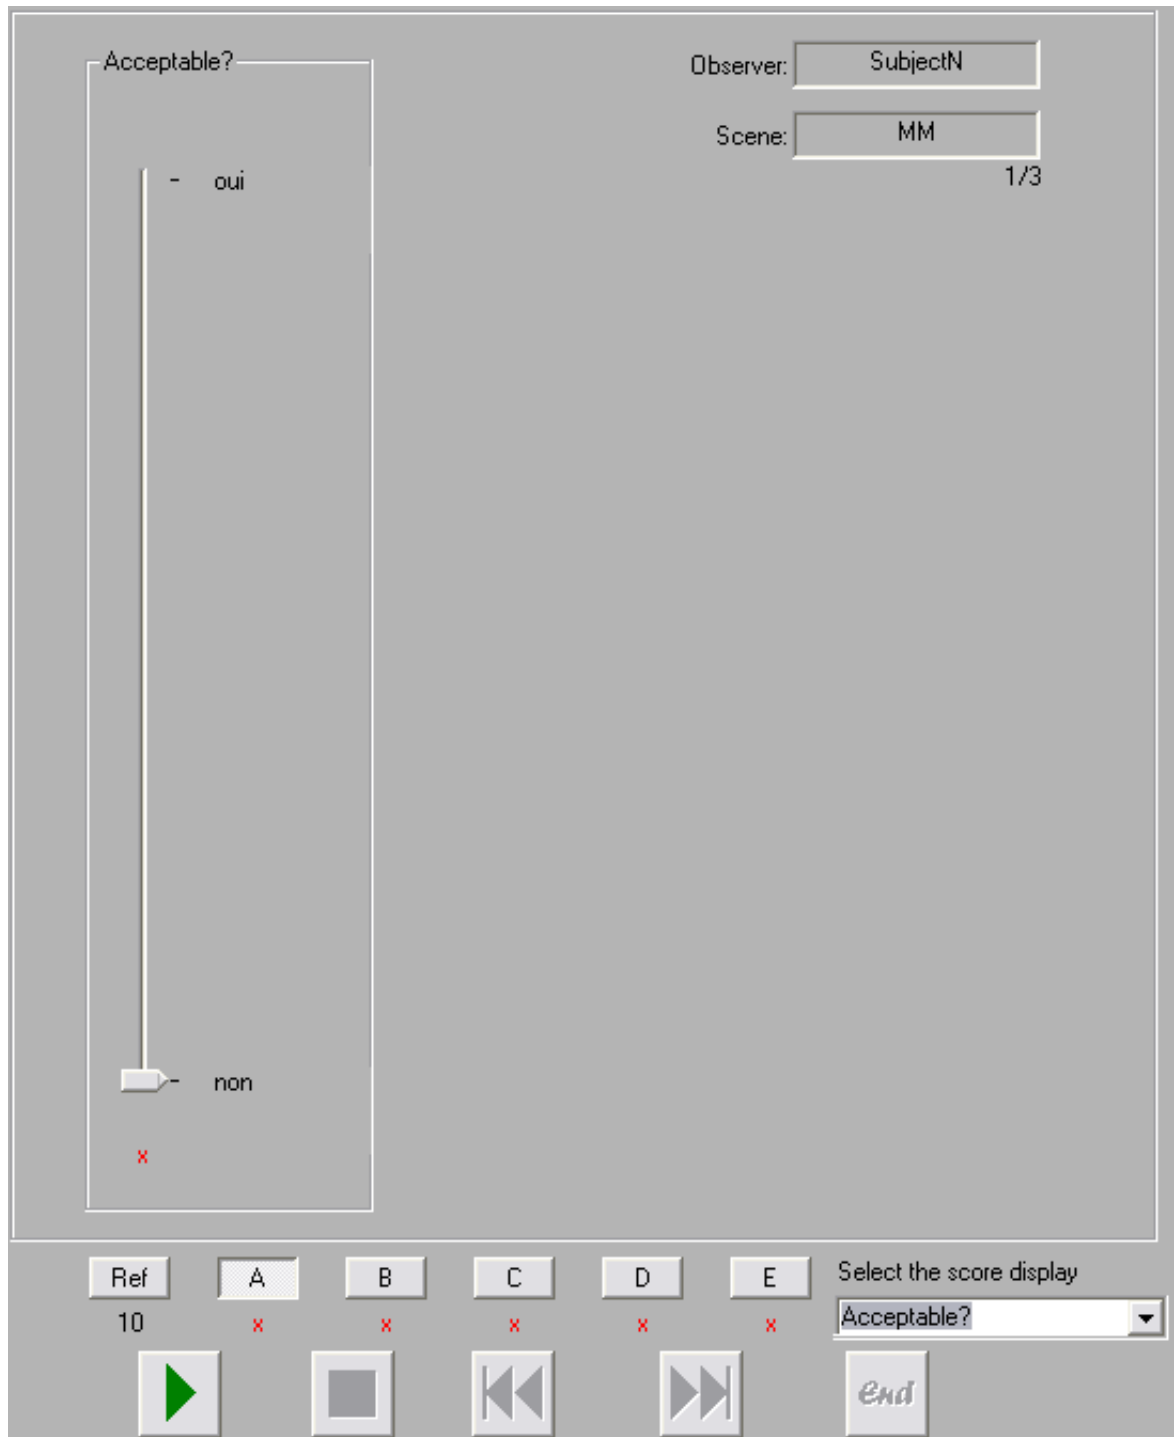 Acceptable?
Observer: SubjectN
Scene: MM
1/3
- oui
- non
x
Ref A B C D E
10 x x x x x
Select the score display
Acceptable?
end